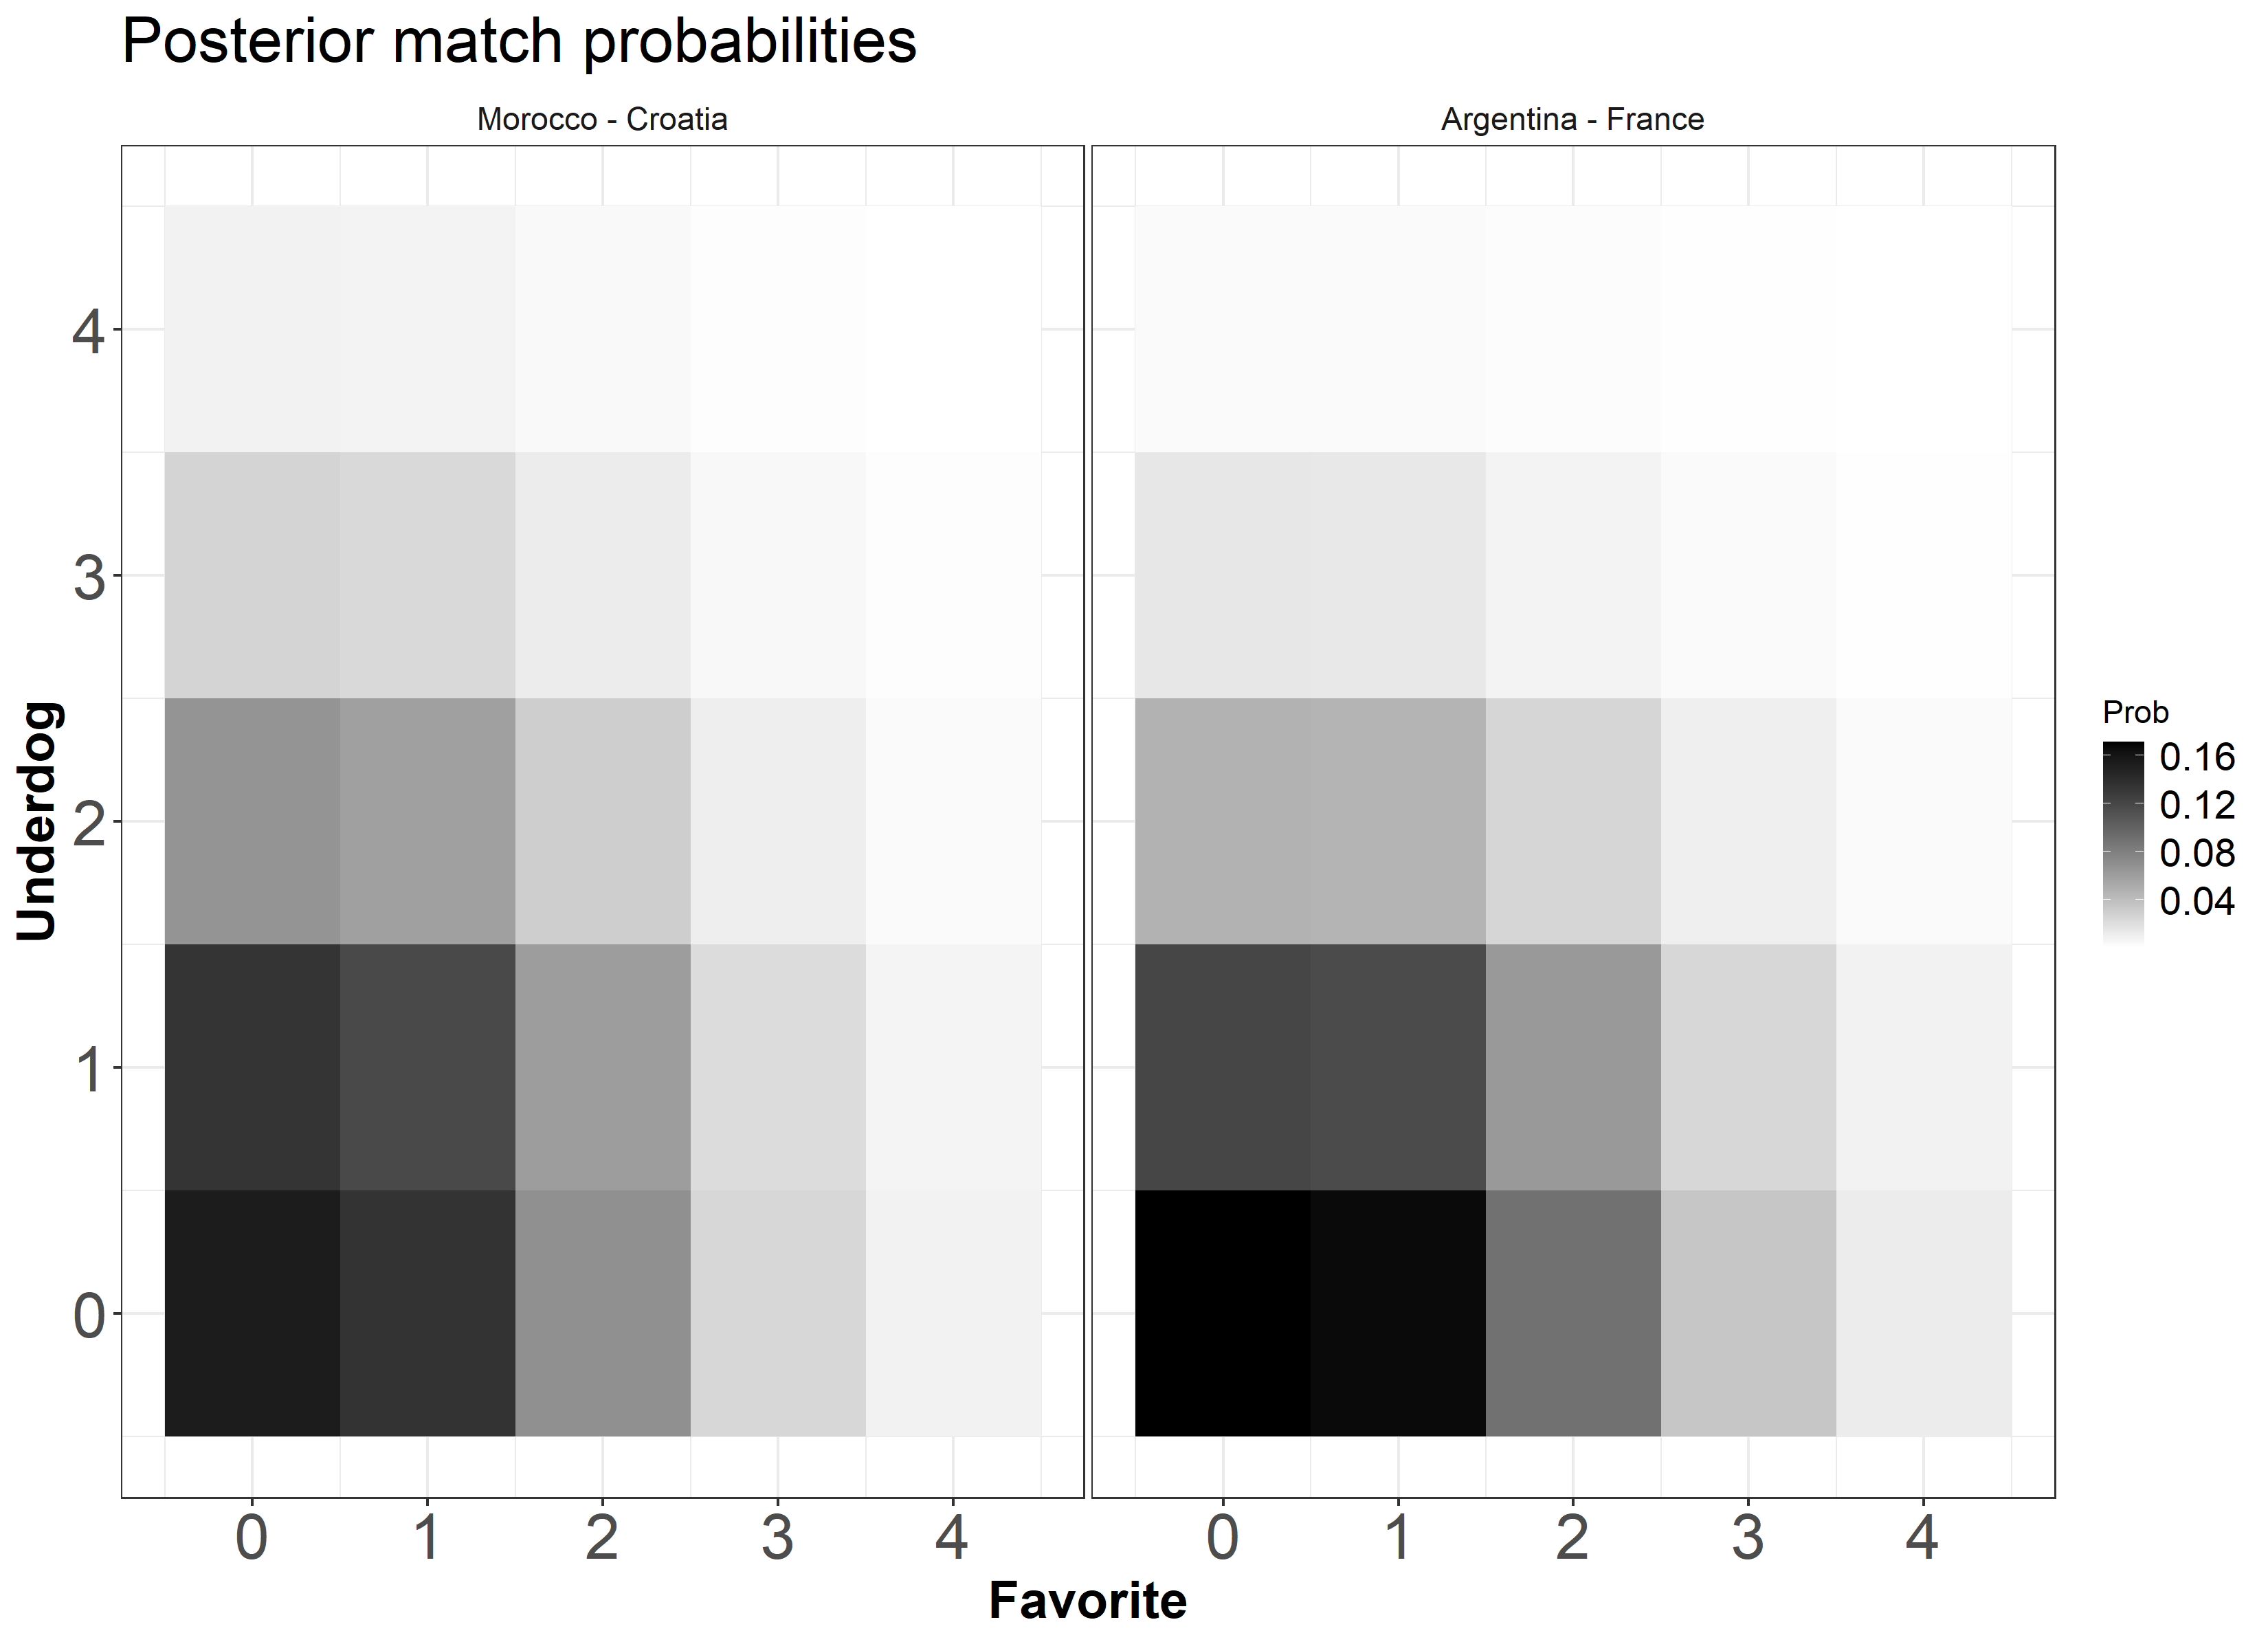 Posterior match probabilities
Morocco - Croatia
Argentina - France
Underdog
4
3
2
1
0
0 1 2 3 4
0 1 2 3 4
Favorite
Prob
0.16
0.12
0.08
0.04